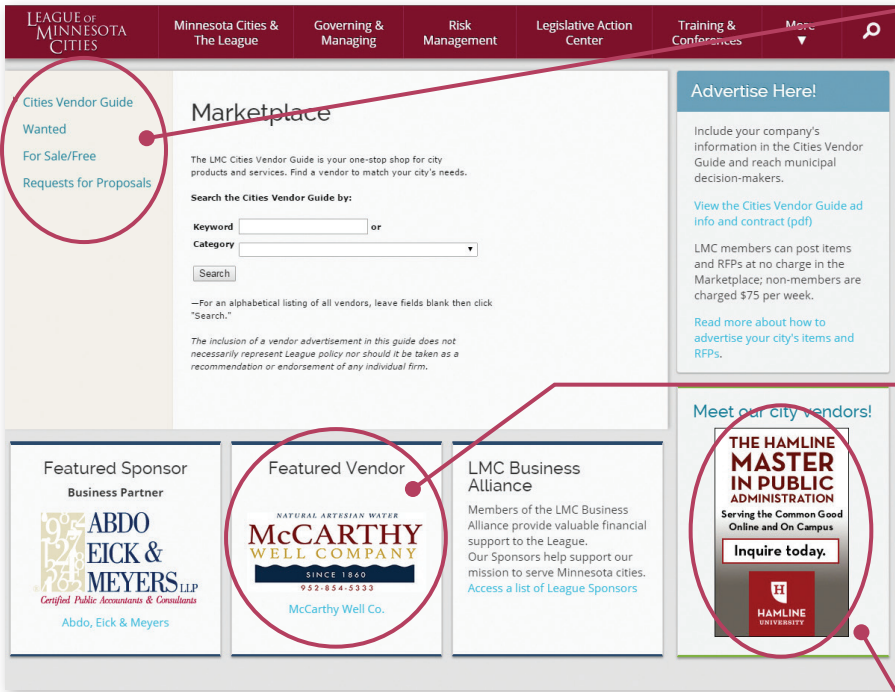 LEAGUE OF
MINNESOTA
CITIES
Minnesota Cities &
The League
Governing &
Managing
Risk
Management
Legislative Action
Center
Training &
Conferences
More
▼
Cities Vendor Guide
Wanted
For Sale/Free
Requests for Proposals
Marketplace
The LMC Cities Vendor Guide is your one-stop shop for city
products and services. Find a vendor to match your city's needs.
Search the Cities Vendor Guide by:
Keyword or
Category
Search
—For an alphabetical listing of all vendors, leave fields blank then click
"Search."
The inclusion of a vendor advertisement in this guide does not
necessarily represent League policy nor should it be taken as a
recommendation or endorsement of any individual firm.
Advertise Here!
Include your company's
information in the Cities Vendor
Guide and reach municipal
decision-makers.
View the Cities Vendor Guide ad
info and contract (pdf)
LMC members can post items
and RFPs at no charge in the
Marketplace; non-members are
charged $75 per week.
Read more about how to
advertise your city's items and
RFPs.
Featured Sponsor
Business Partner
ABDO
EICK &
MEYERS LLP
Certified Public Accountants & Consultants
Abdo, Eick & Meyers
Featured Vendor
NATURAL ARTESIAN WATER
McCARTHY
WELL COMPANY
SINCE 1860
952-854-5333
McCarthy Well Co.
LMC Business
Alliance
Members of the LMC Business
Alliance provide valuable financial
support to the League.
Our Sponsors help support our
mission to serve Minnesota cities.
Access a list of League Sponsors
Meet our city vendors!
THE HAMLINE
MASTER
IN PUBLIC
ADMINISTRATION
Serving the Common Good
Online and On Campus
Inquire today.
H
HAMLINE
UNIVERSITY